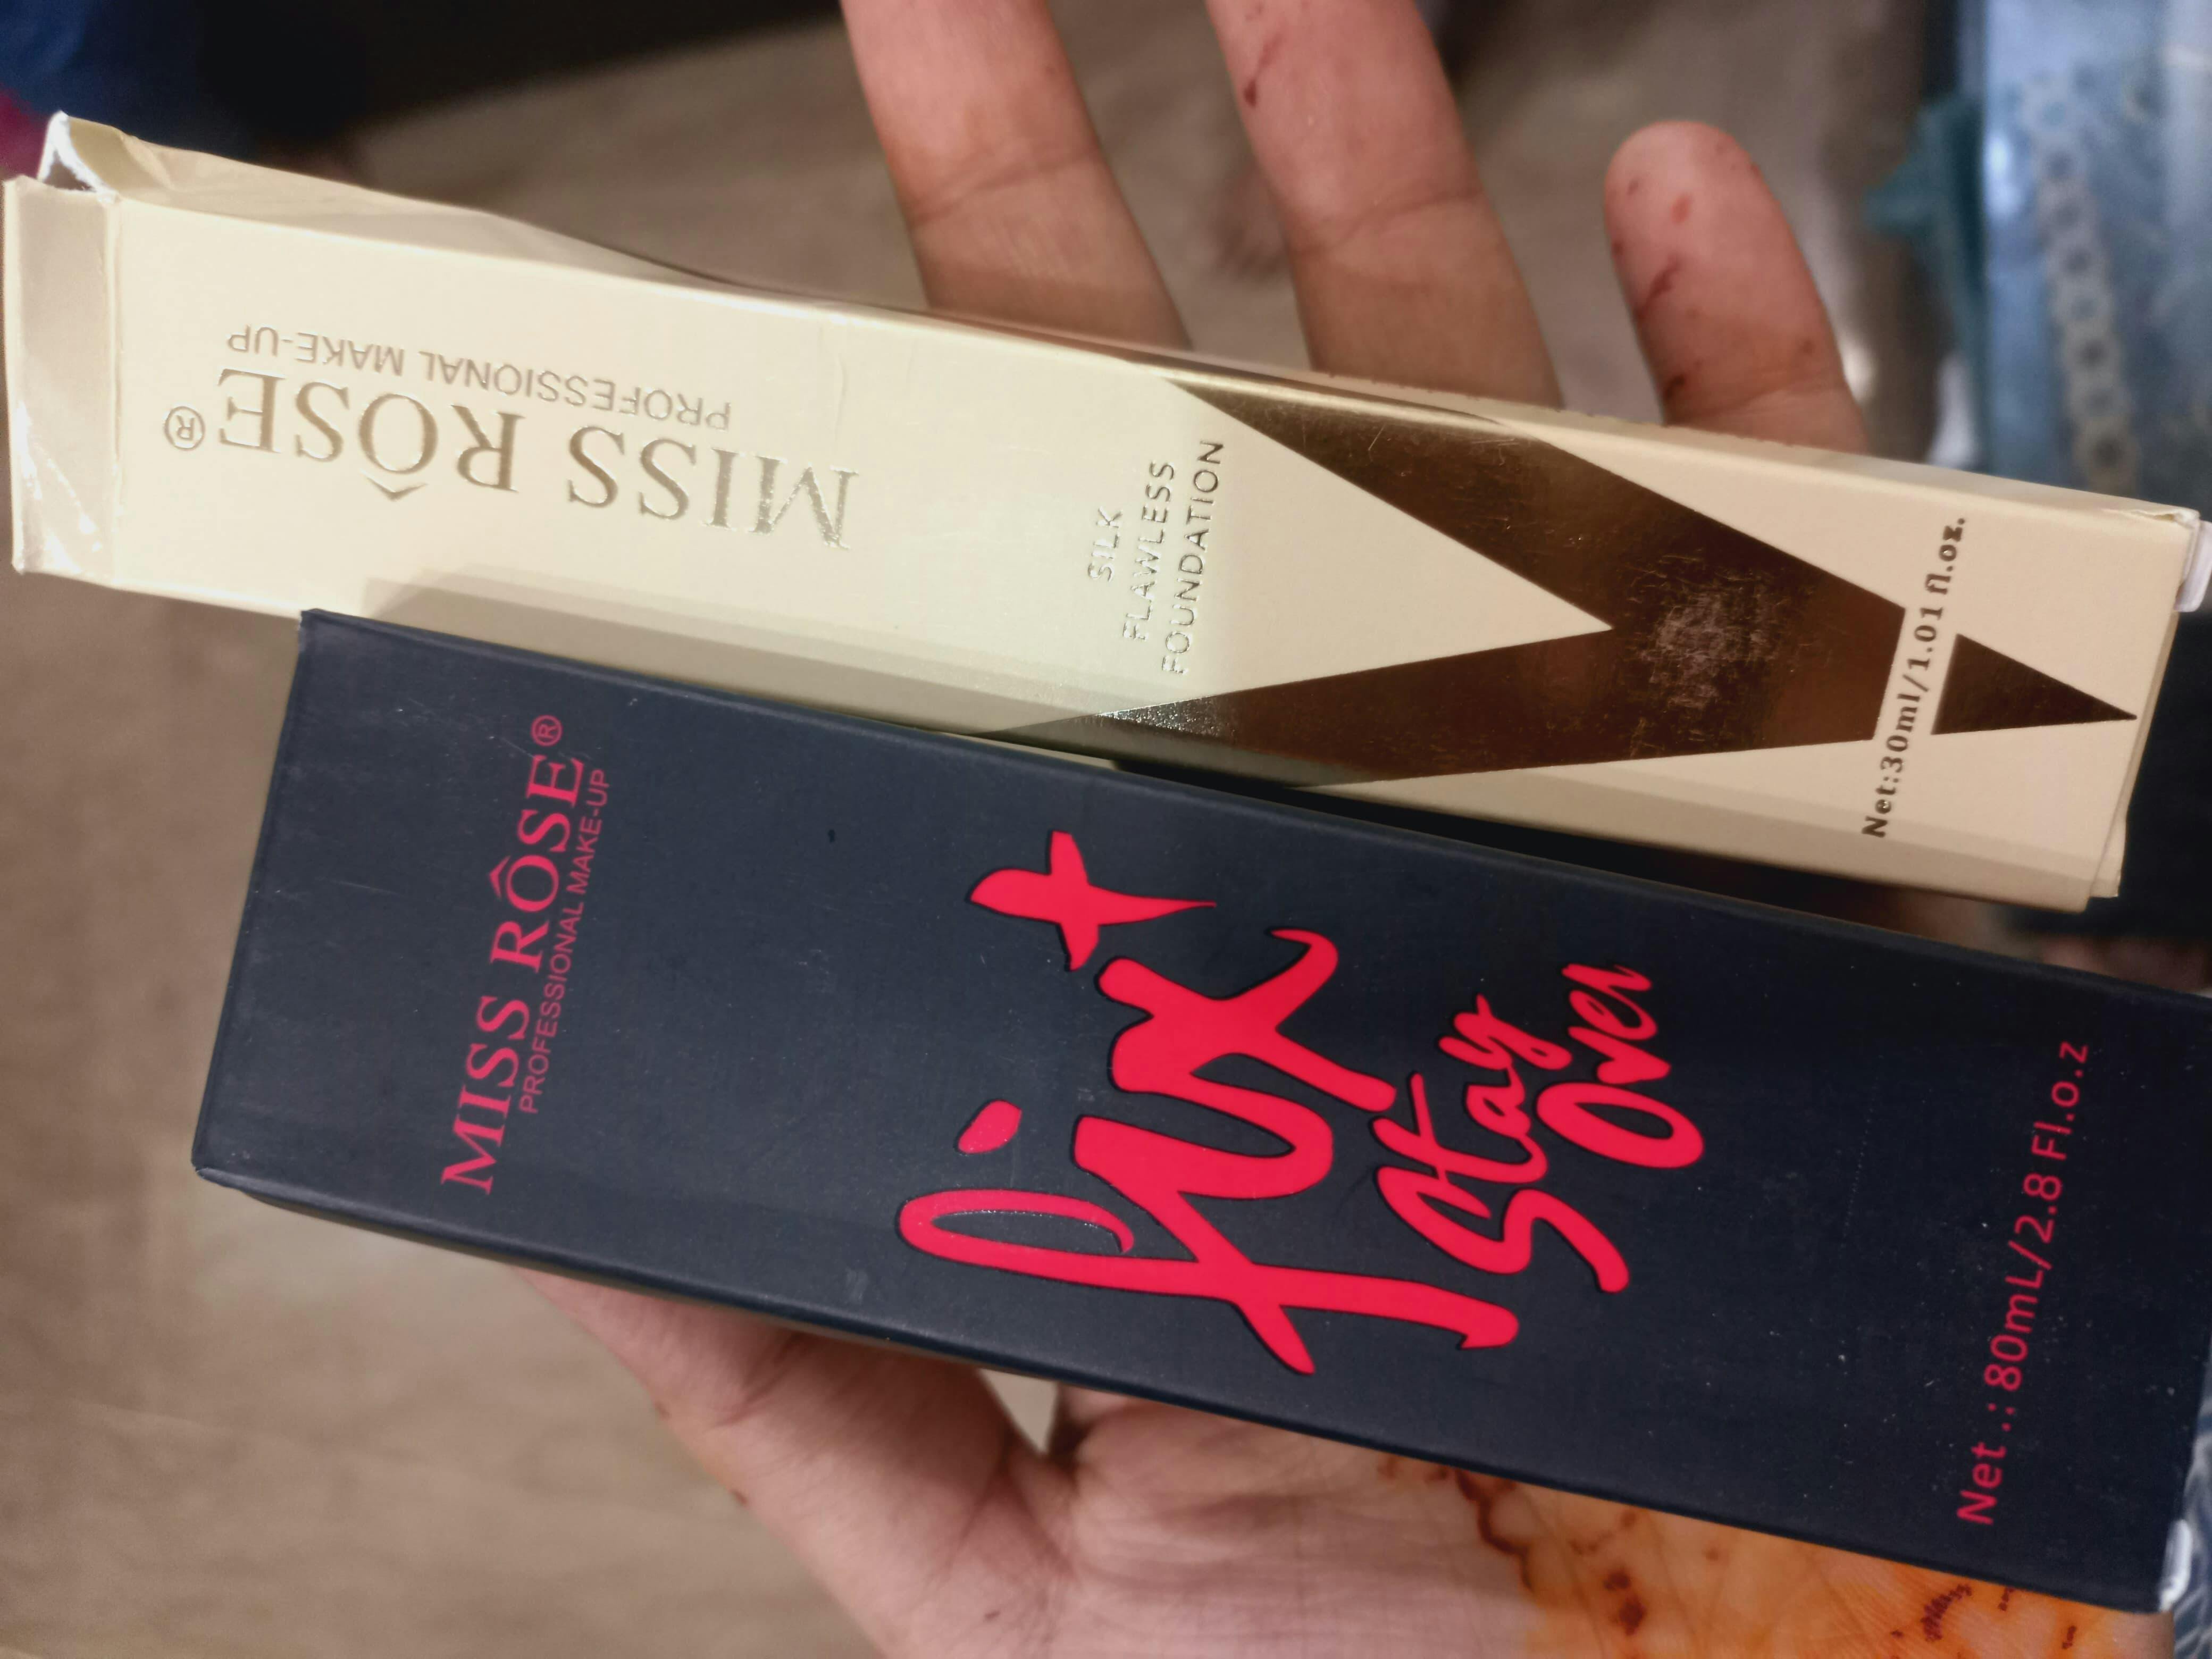 MISS RÔSE®
PROFESSIONAL MAKE-UP
SILK
FLAWLESS
FOUNDATION
Net:30ml/1.01 fl.oz.
MISS RÔSE®
PROFESSIONAL MAKE-UP
fix+
Stay
Over
Net.:80mL/2.8 Fl.o.z